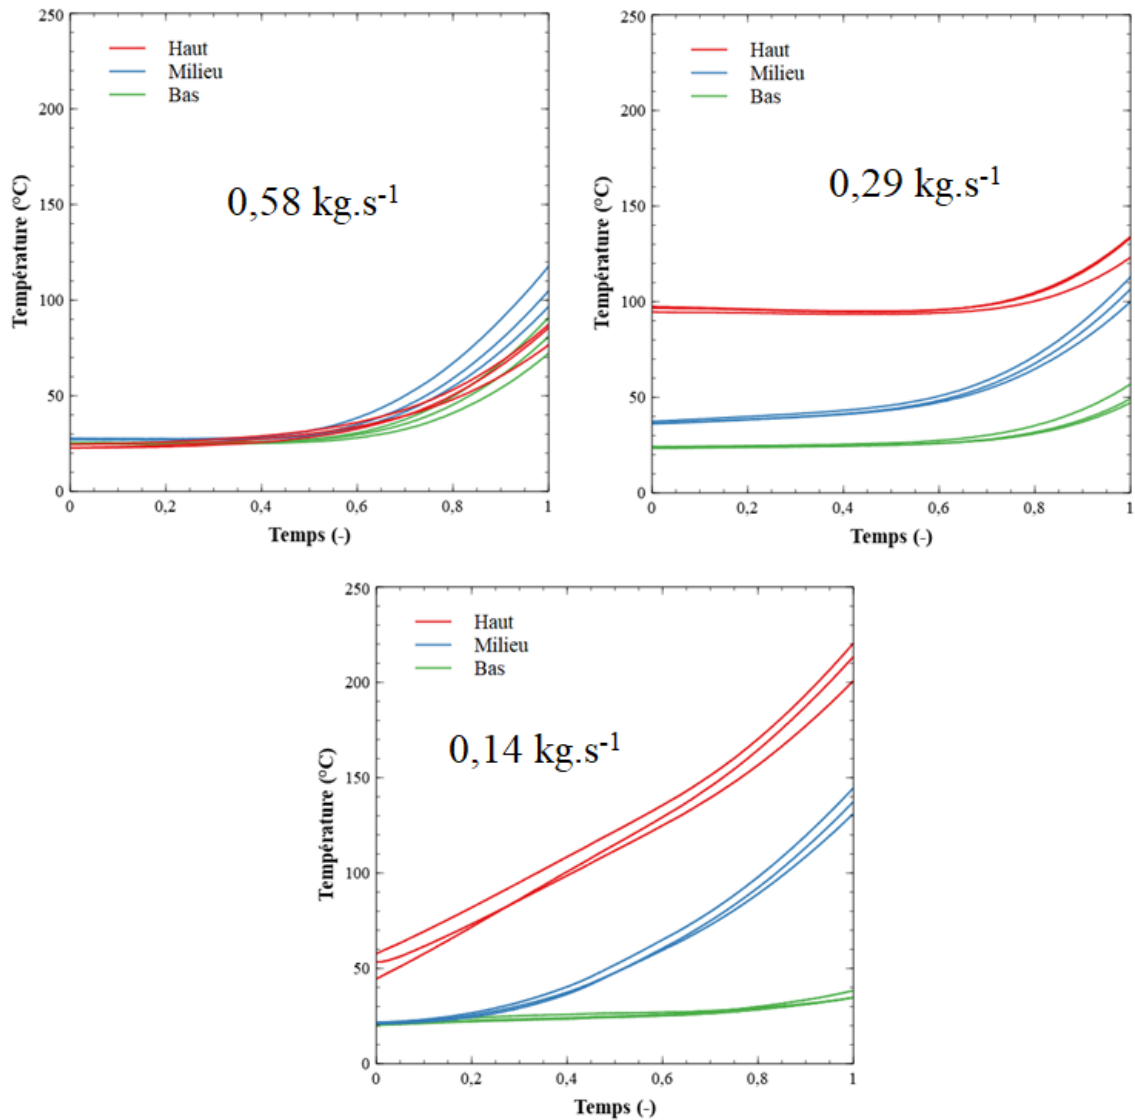 250
200
150
100
50
0
0
0,2
0,4
0,6
0,8
1
Température (°C)
Temps (-)
Haut
Milieu
Bas
0,58 kg.s-1
250
200
150
100
50
0
0
0,2
0,4
0,6
0,8
1
Température (°C)
Temps (-)
Haut
Milieu
Bas
0,29 kg.s-1
250
200
150
100
50
0
0
0,2
0,4
0,6
0,8
1
Température (°C)
Temps (-)
Haut
Milieu
Bas
0,14 kg.s-1